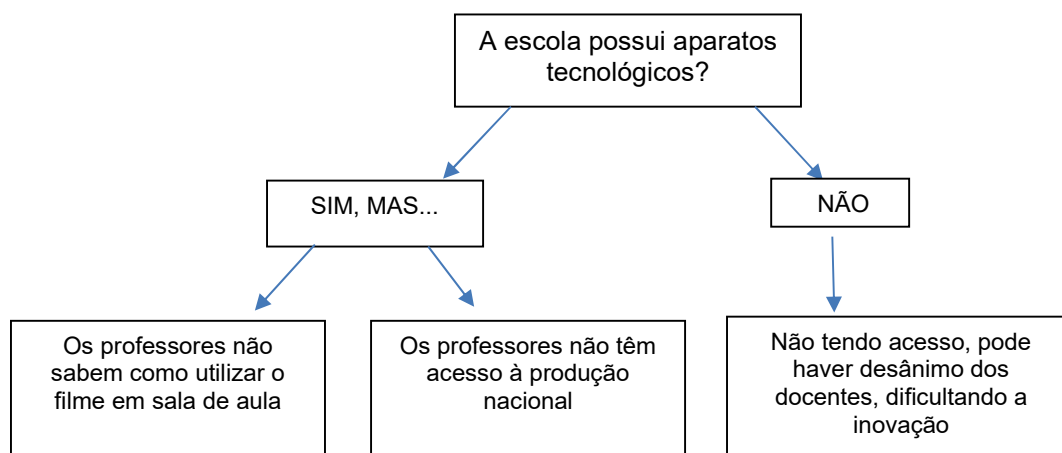 A escola possui aparatos
tecnológicos?
SIM, MAS...
NÃO
Os professores não
sabem como utilizar o
filme em sala de aula
Os professores não têm
acesso à produção
nacional
Não tendo acesso, pode
haver desânimo dos
docentes, dificultando a
inovação